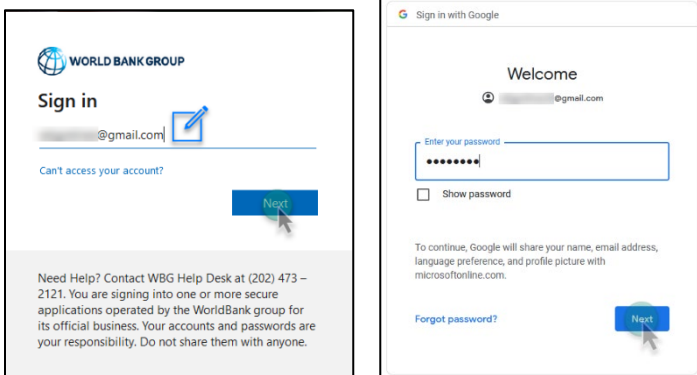 WORLD BANK GROUP
Sign in
@gmail.com
Can't access your account?
Next
Need Help? Contact WBG Help Desk at (202) 473 –
2121. You are signing into one or more secure
applications operated by the WorldBank group for
its official business. Your accounts and passwords are
your responsibility. Do not share them with anyone.
G Sign in with Google
Welcome
@gmail.com
Enter your password
••••••••
Show password
To continue, Google will share your name, email address,
language preference, and profile picture with
microsoftonline.com.
Forgot password?
Next